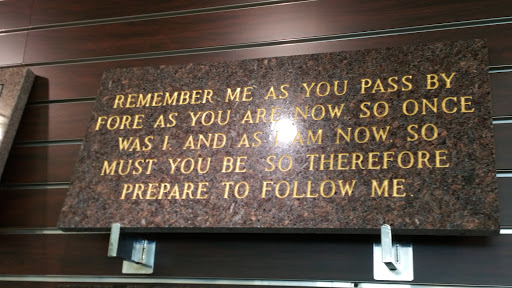 REMEMBER ME AS YOU PASS BY
FORE AS YOU ARE NOW, SO ONCE
WAS I. AND AS I AM NOW, SO
MUST YOU BE, SO THEREFORE
PREPARE TO FOLLOW ME.